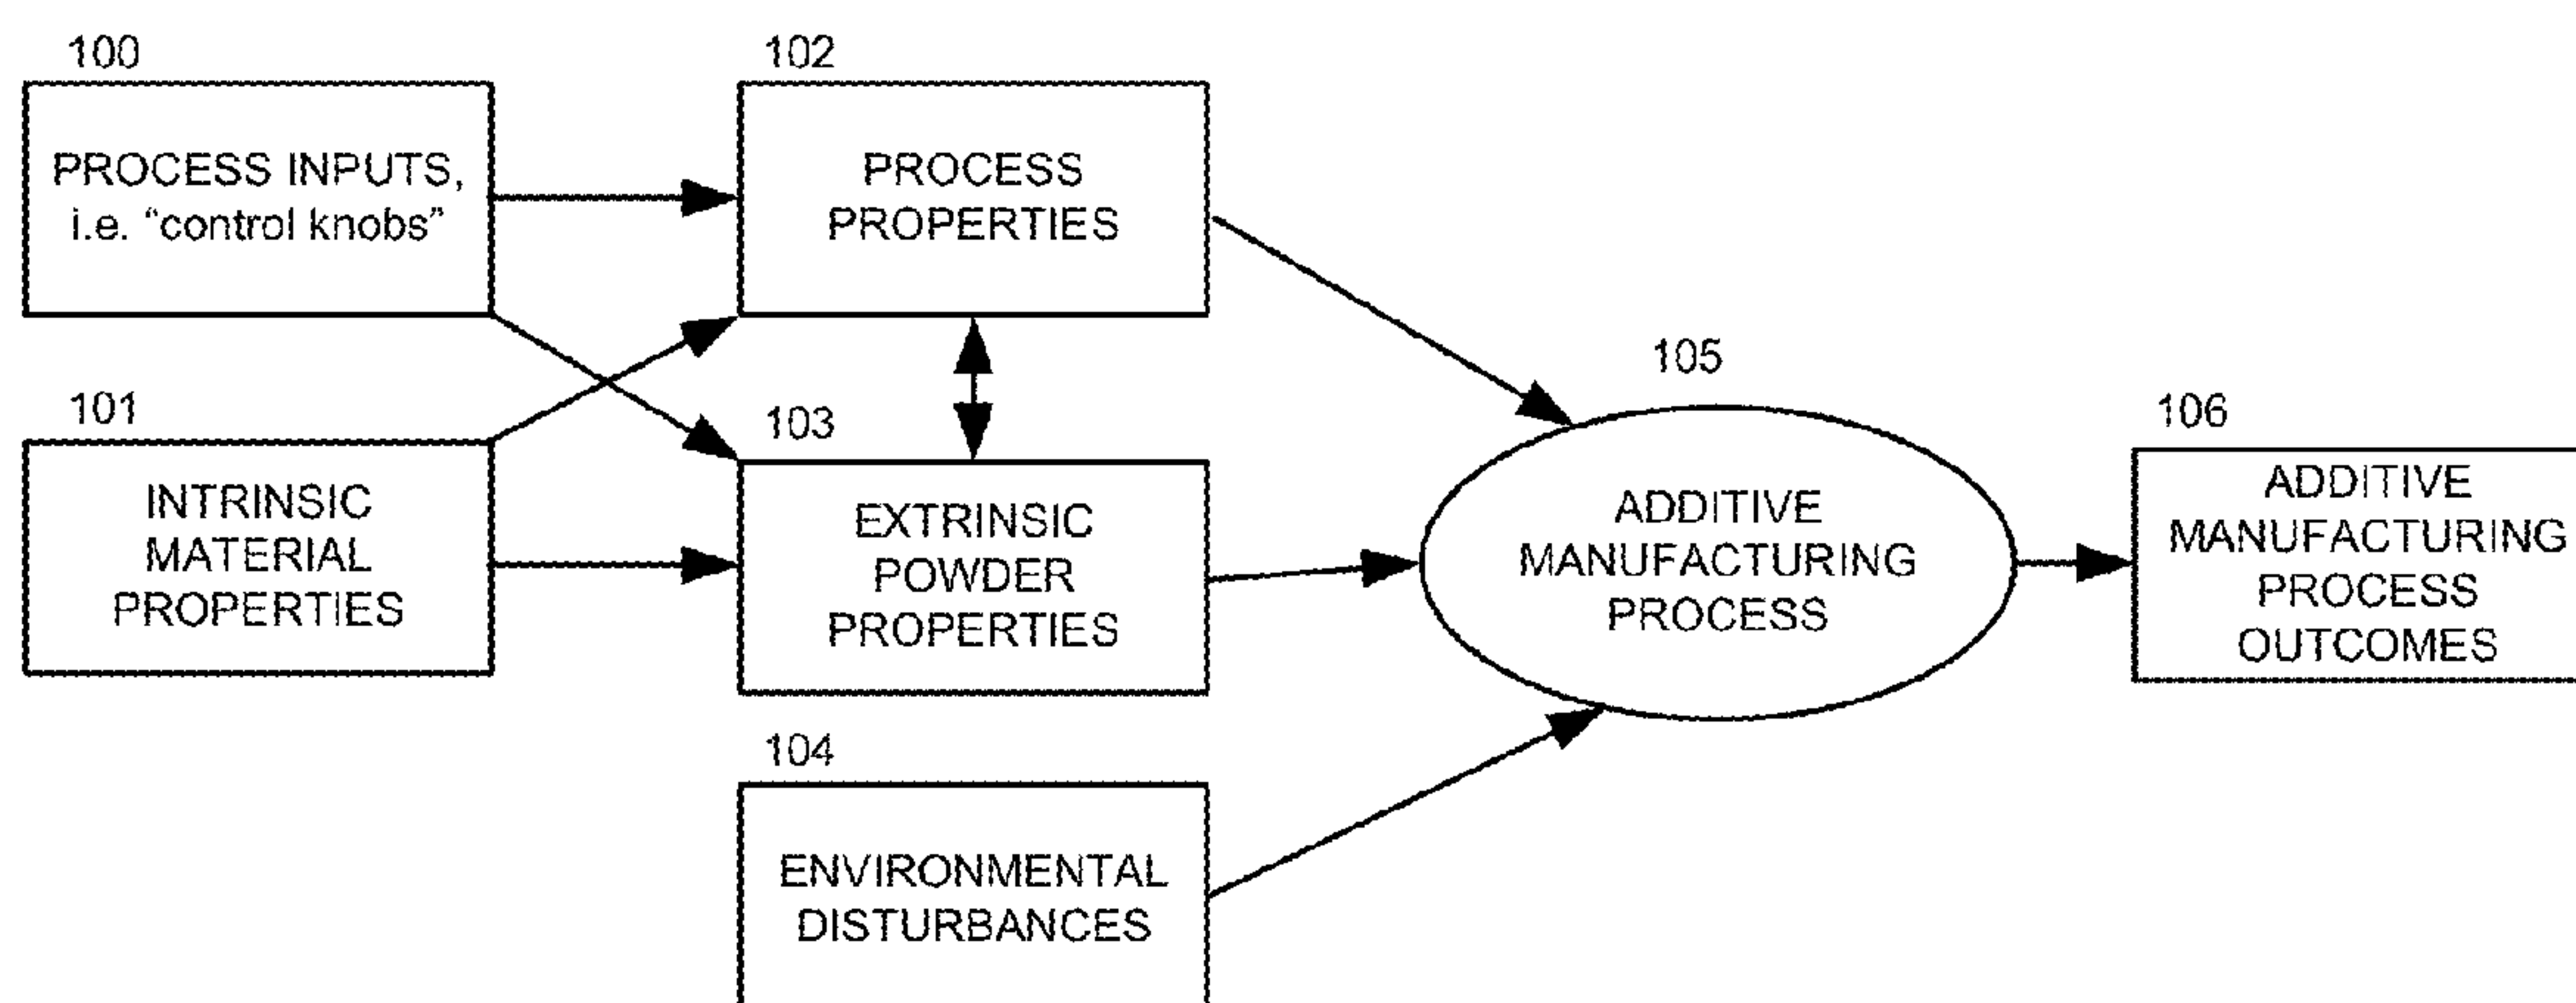 100
PROCESS INPUTS,
i.e. “control knobs”
102
PROCESS
PROPERTIES
101
INTRINSIC
MATERIAL
PROPERTIES
103
EXTRINSIC
POWDER
PROPERTIES
104
ENVIRONMENTAL
DISTURBANCES
105
ADDITIVE
MANUFACTURING
PROCESS
106
ADDITIVE
MANUFACTURING
PROCESS
OUTCOMES